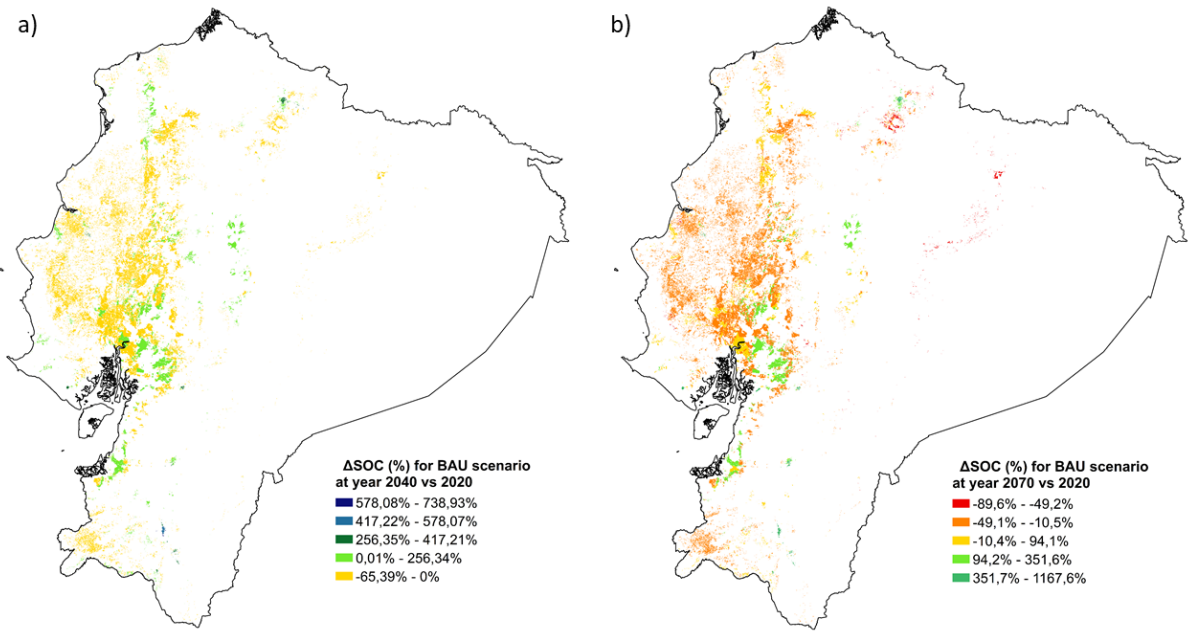 a)
ΔSOC (%) for BAU scenario
at year 2040 vs 2020
578,08% - 738,93%
417,22% - 578,07%
256,35% - 417,21%
0,01% - 256,34%
-65,39% - 0%
b)
ΔSOC (%) for BAU scenario
at year 2070 vs 2020
-89,6% - -49,2%
-49,1% - -10,5%
-10,4% - 94,1%
94,2% - 351,6%
351,7% - 1167,6%